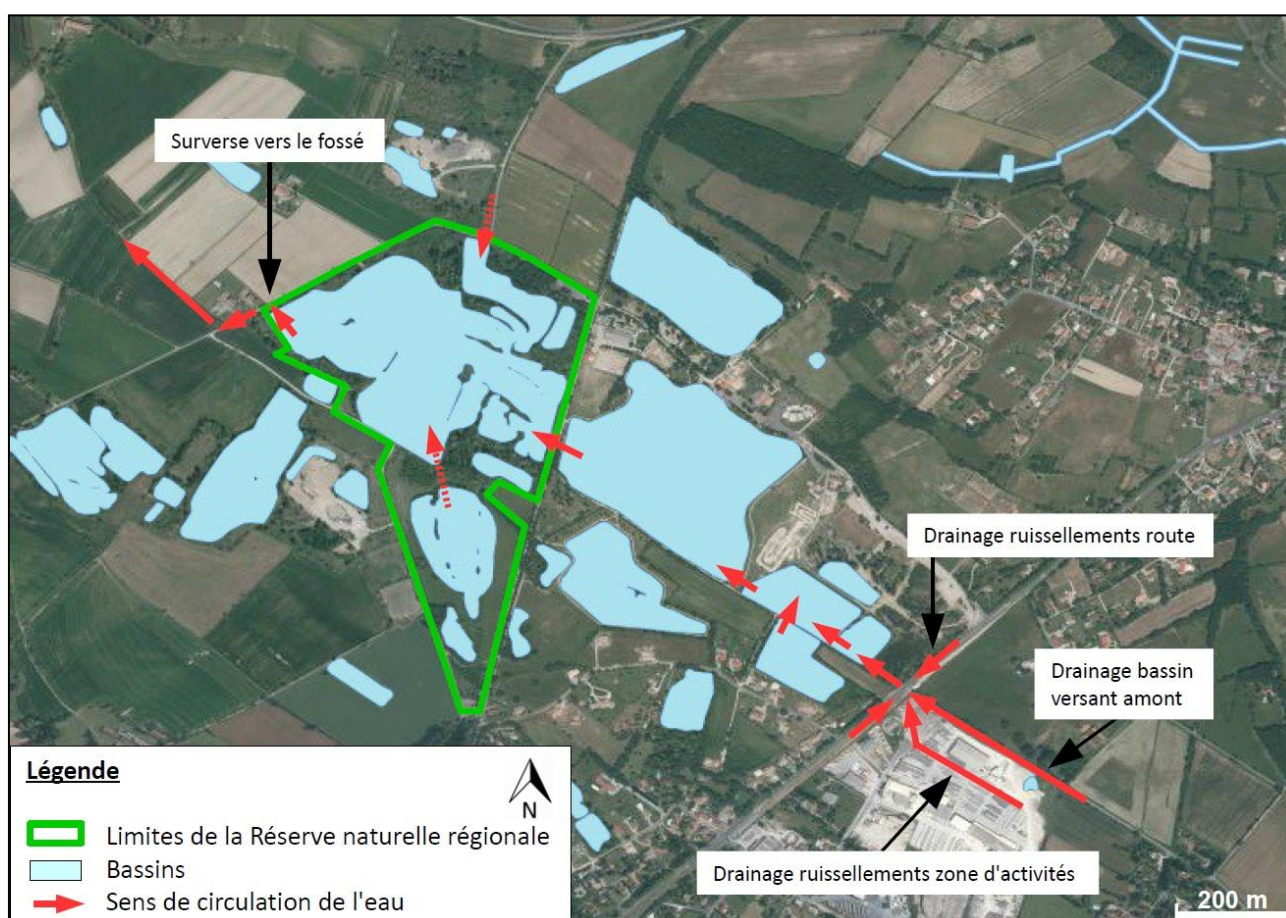 Surverse vers le fossé
Drainage ruissellements route
Drainage bassin
versant amont
Drainage ruissellements zone d'activités
Légende
N
Limites de la Réserve naturelle régionale
Bassins
Sens de circulation de l'eau
200 m